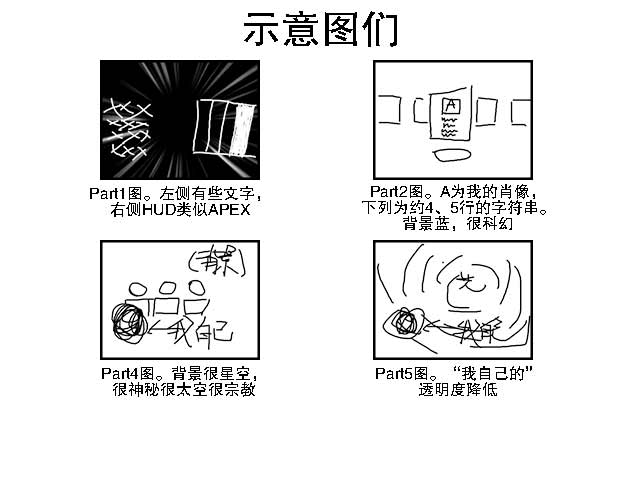 示意图们
Part1图。左侧有些文字，
右侧HUD类似APEX
A
Part2图。A为我的肖像，
下列为约4、5行的字符串。
背景蓝，很科幻
(背景)
我自己
Part4图。背景很星空，
很神秘很太空很宗教
光
我自己
Part5图。“我自己的”
透明度降低